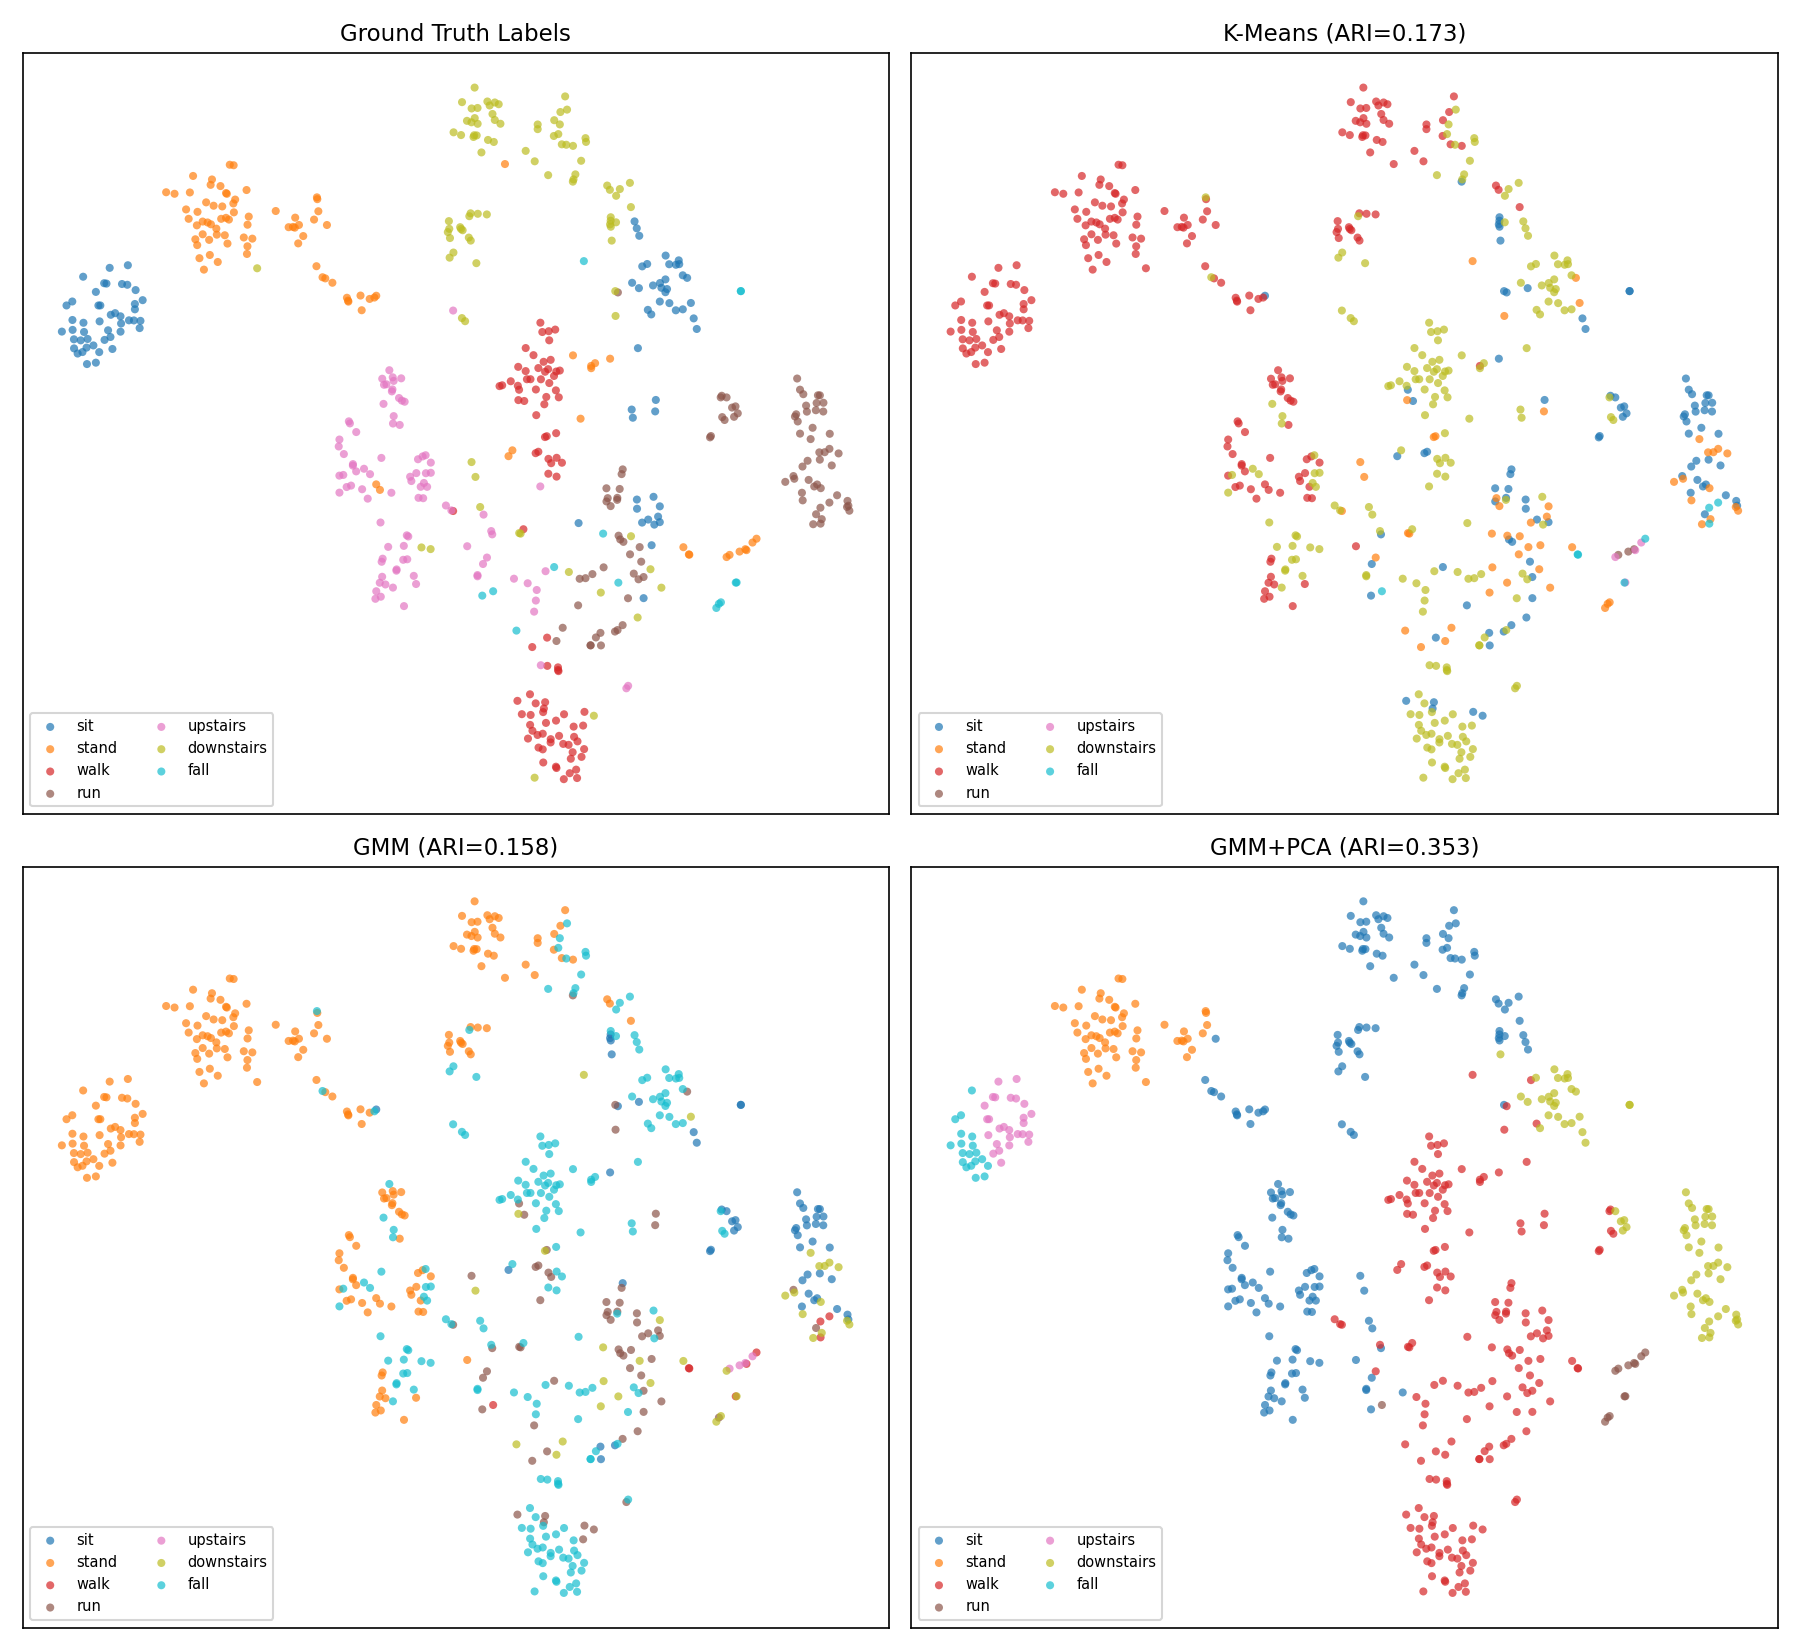 Ground Truth Labels
sit
stand
walk
run
upstairs
downstairs
fall
K-Means (ARI=0.173)
sit
stand
walk
run
upstairs
downstairs
fall
GMM (ARI=0.158)
sit
stand
walk
run
upstairs
downstairs
fall
GMM+PCA (ARI=0.353)
sit
stand
walk
run
upstairs
downstairs
fall